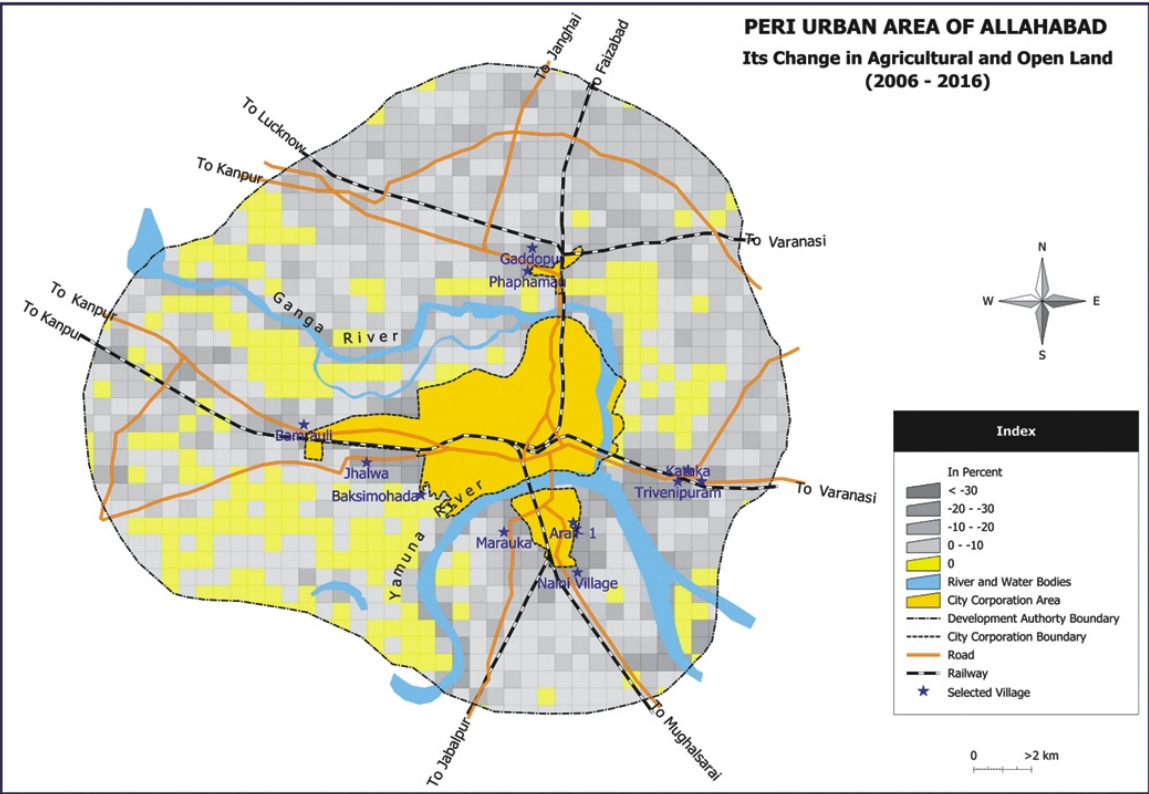 PERI URBAN AREA OF ALLAHABAD
Its Change in Agricultural and Open Land
(2006 - 2016)
To Janghai
To Faizabad
To Lucknow
To Kanpur
To Varanasi
Gaddopu
Phaphamau
To Kanpur
To Kanpur
Ganga River
Bamrauli
Jhalwa
Baksimohada
Yamuna River
Kataka
Trivenipuram
To Varanasi
Marauka
Naini Village
To Jabalpur
To Mughalsarai
N
W
E
S
Index
In Percent
< -30
-20 - -30
-10 - -20
0 - -10
0
River and Water Bodies
City Corporation Area
Development Authorty Boundary
City Corporation Boundary
Road
Railway
Selected Village
0
>2 km